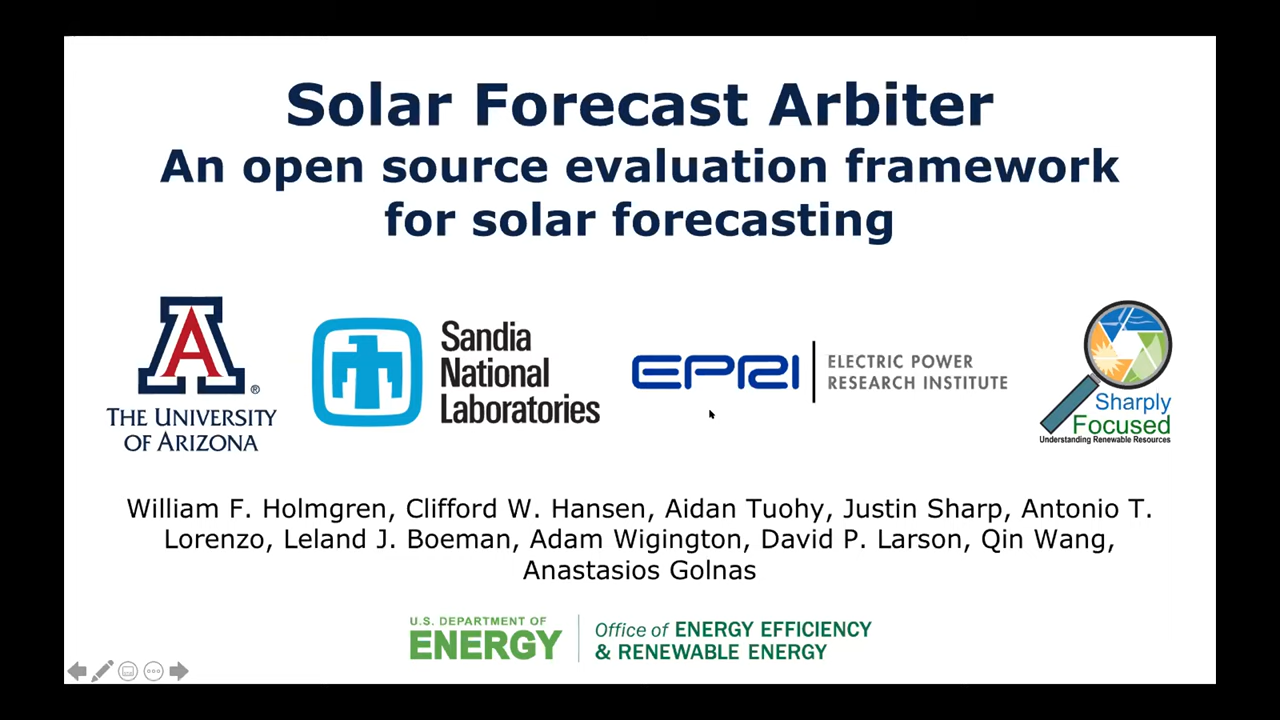 Solar Forecast Arbiter
An open source evaluation framework
for solar forecasting
A
®
THE UNIVERSITY
OF ARIZONA
Sandia
National
Laboratories
EPRI
ELECTRIC POWER
RESEARCH INSTITUTE
Sharply
Focused
Understanding Renewable Resources
William F. Holmgren, Clifford W. Hansen, Aidan Tuohy, Justin Sharp, Antonio T.
Lorenzo, Leland J. Boeman, Adam Wigington, David P. Larson, Qin Wang,
Anastasios Golnas
U.S. DEPARTMENT OF
ENERGY
Office of ENERGY EFFICIENCY
& RENEWABLE ENERGY